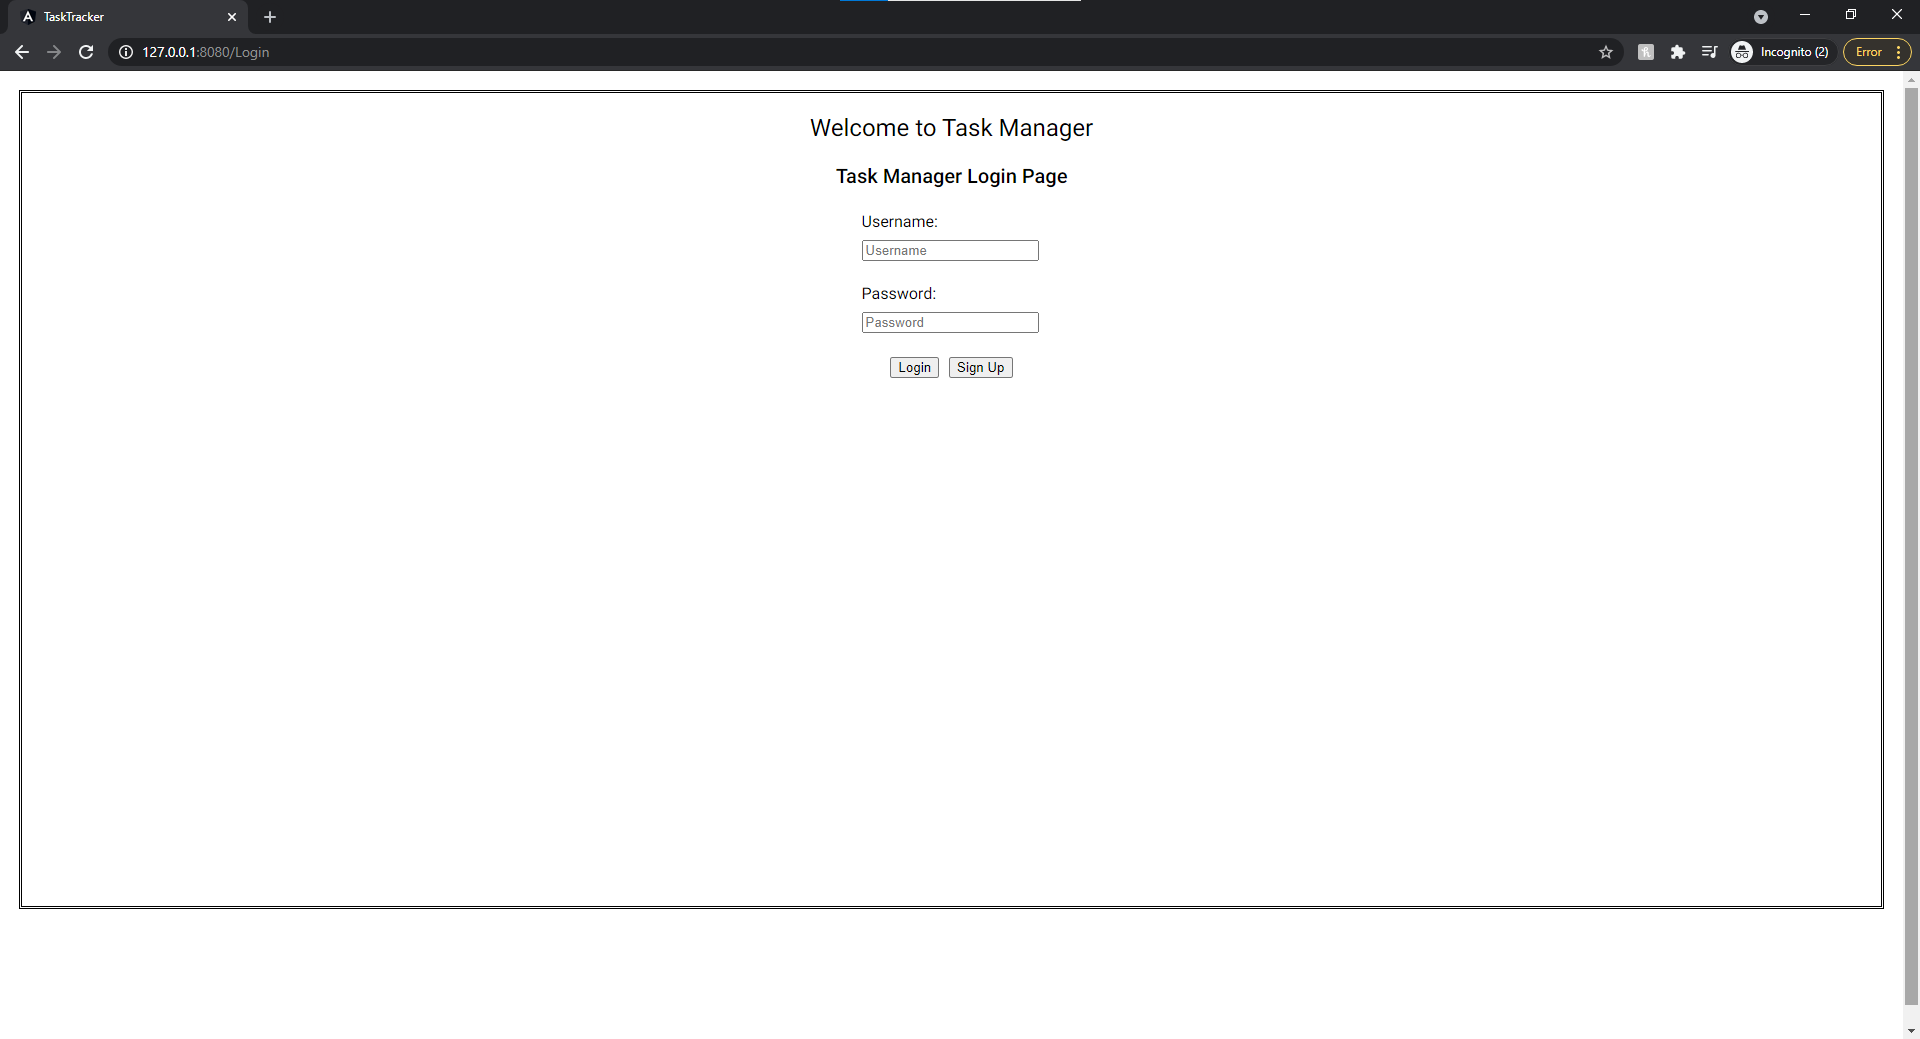 TaskTracker
127.0.0.1:8080/Login
Incognito (2)
Error
Welcome to Task Manager
Task Manager Login Page
Username:
Username
Password:
Password
Login Sign Up